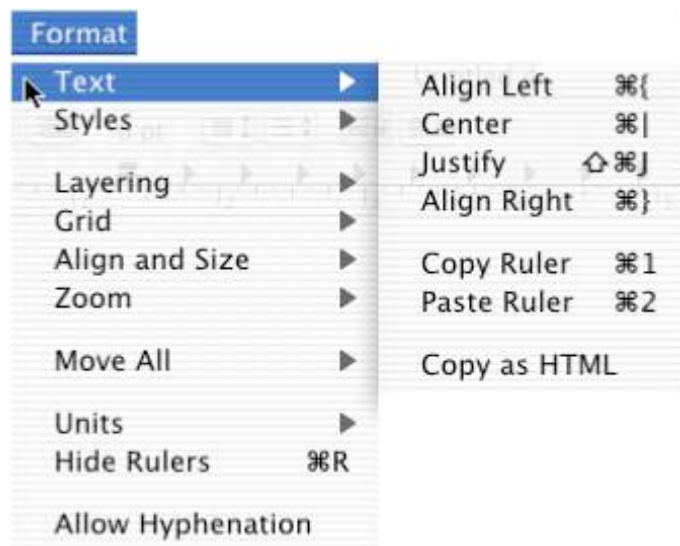 Format
Text
Styles
Layering
Grid
Align and Size
Zoom
Move All
Units
Hide Rulers ⌘R
Allow Hyphenation
Align Left ⌘{
Center ⌘|
Justify ⇧⌘J
Align Right ⌘}
Copy Ruler ⌘1
Paste Ruler ⌘2
Copy as HTML